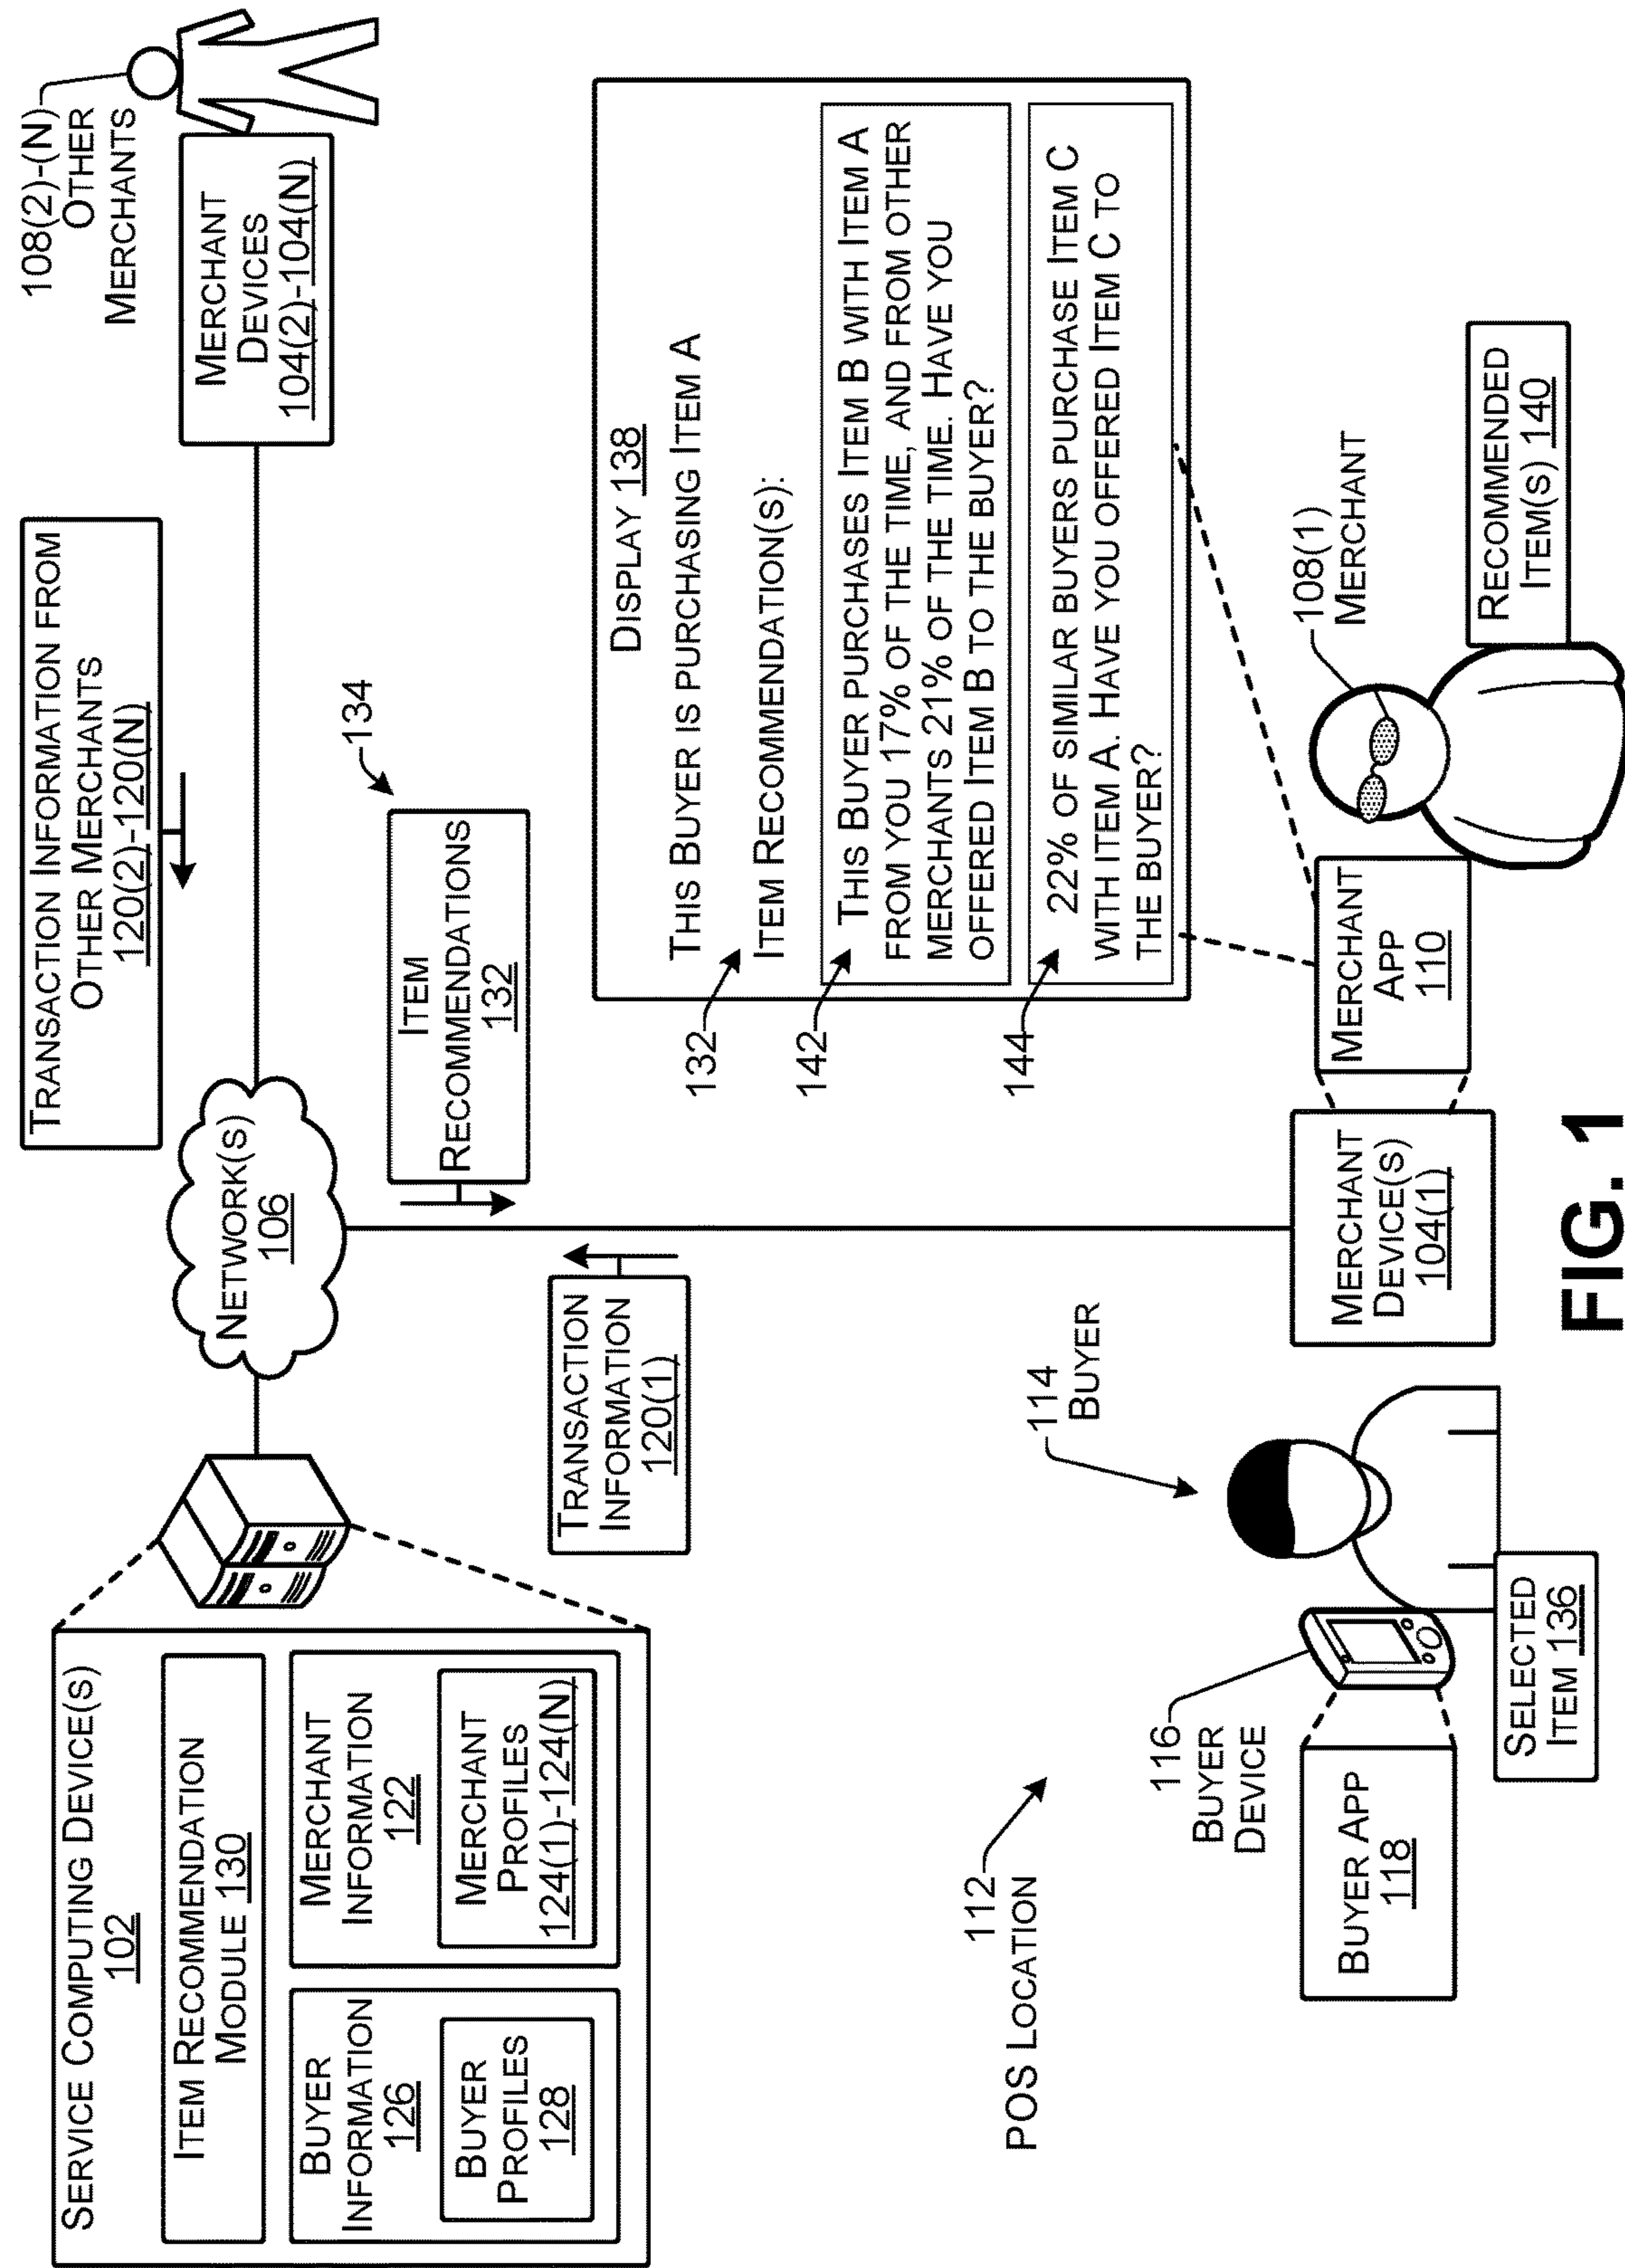 SERVICE COMPUTING DEVICE(S)
102
ITEM RECOMMENDATION
MODULE 130
BUYER
INFORMATION
126
BUYER
PROFILES
128
MERCHANT
INFORMATION
122
MERCHANT
PROFILES
124(1)-124(N)
NETWORK(S)
106
TRANSACTION INFORMATION FROM
OTHER MERCHANTS
120(2)-120(N)
108(2)-(N)
OTHER
MERCHANTS
MERCHANT
DEVICES
104(2)-104(N)
TRANSACTION
INFORMATION
120(1)
ITEM
RECOMMENDATIONS
132
134
DISPLAY 138
THIS BUYER IS PURCHASING ITEM A
132
ITEM RECOMMENDATION(S):
142
THIS BUYER PURCHASES ITEM B WITH ITEM A
FROM YOU 17% OF THE TIME, AND FROM OTHER
MERCHANTS 21% OF THE TIME. HAVE YOU
OFFERED ITEM B TO THE BUYER?
144
22% OF SIMILAR BUYERS PURCHASE ITEM C
WITH ITEM A. HAVE YOU OFFERED ITEM C TO
THE BUYER?
112
POS LOCATION
114
BUYER
116
BUYER
DEVICE
BUYER APP
118
SELECTED
ITEM 136
MERCHANT
DEVICE(S)
104(1)
MERCHANT
APP
110
108(1)
MERCHANT
RECOMMENDED
ITEM(S) 140
FIG. 1